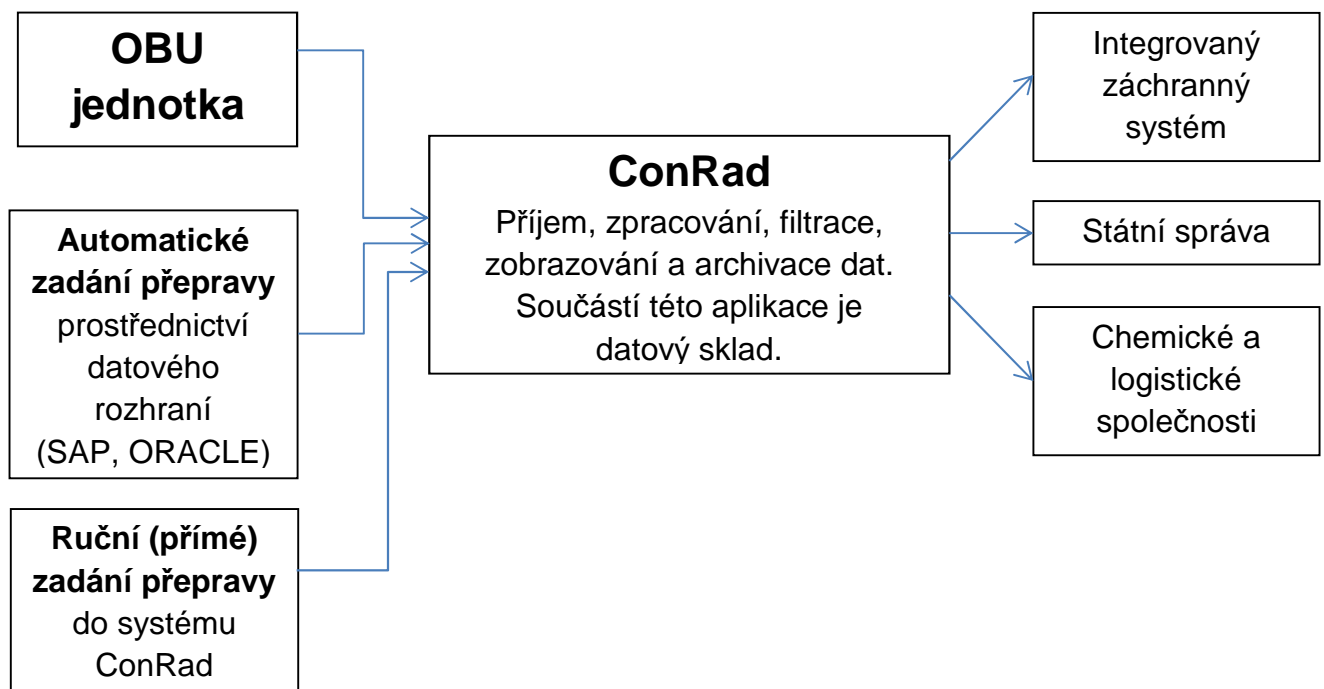 OBU
jednotka
Automatické
zadání přepravy
prostřednictví
datového
rozhraní
(SAP, ORACLE)
Ruční (přímé)
zadání přepravy
do systému
ConRad
ConRad
Příjem, zpracování, filtrace,
zobrazování a archivace dat.
Součástí této aplikace je
datový sklad.
Integrovaný
záchranný
systém
Státní správa
Chemické a
logistické
společnosti